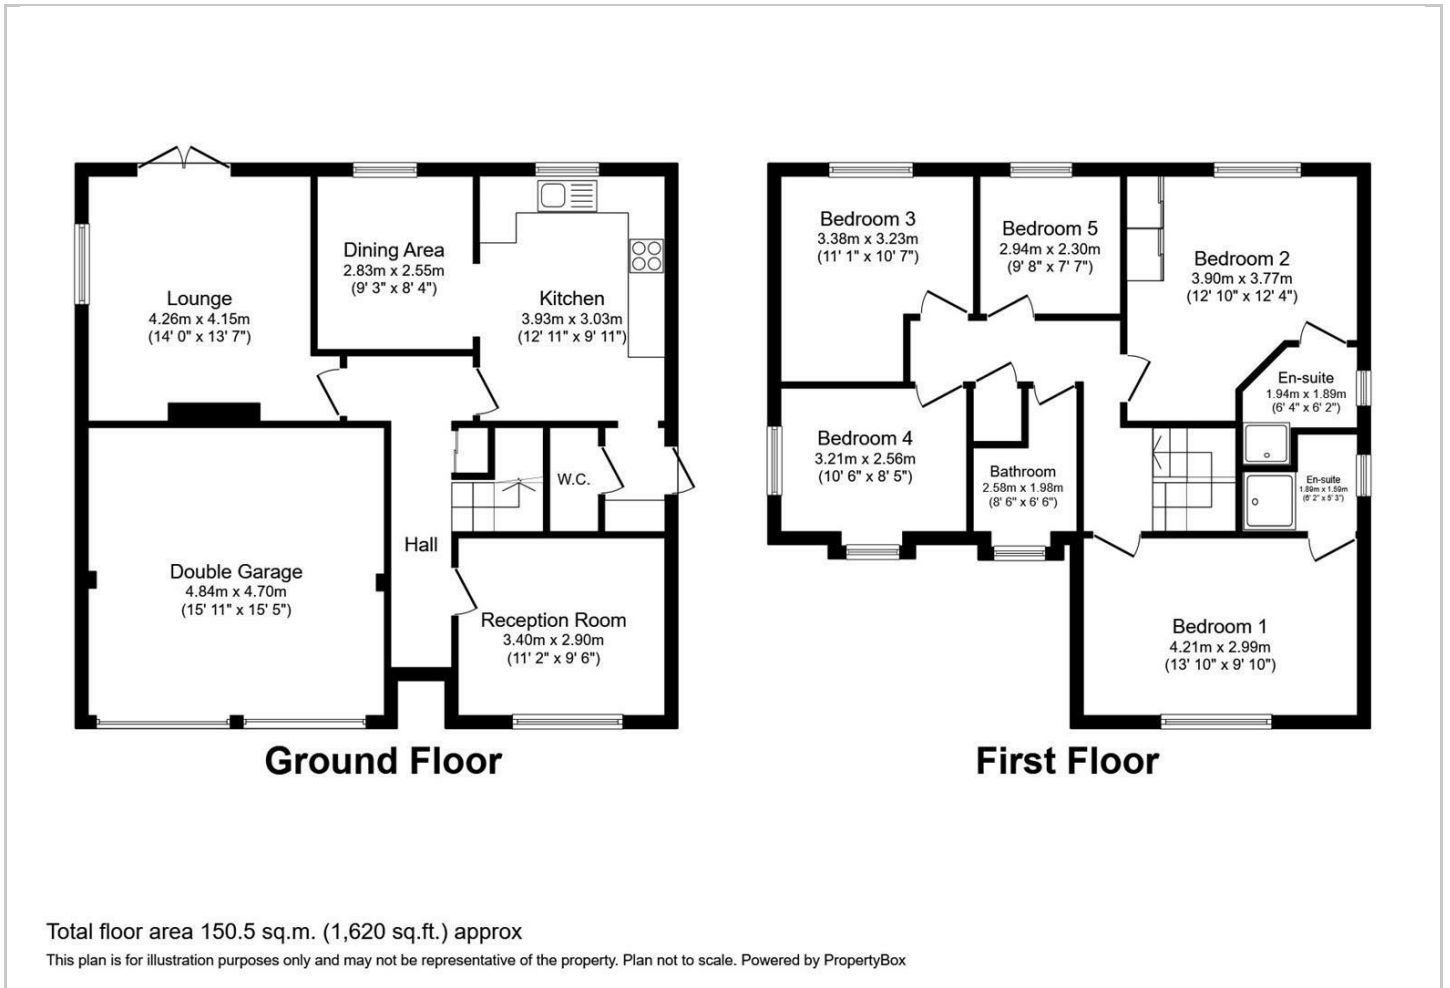 Lounge
4.26m x 4.15m
(14' 0" x 13' 7")
Dining Area
2.83m x 2.55m
(9' 3" x 8' 4")
Kitchen
3.93m x 3.03m
(12' 11" x 9' 11")
W.C.
Hall
Double Garage
4.84m x 4.70m
(15' 11" x 15' 5")
Reception Room
3.40m x 2.90m
(11' 2" x 9' 6")
Ground Floor
Bedroom 3
3.38m x 3.23m
(11' 1" x 10' 7")
Bedroom 5
2.94m x 2.30m
(9' 8" x 7' 7")
Bedroom 2
3.90m x 3.77m
(12' 10" x 12' 4")
En-suite
1.94m x 1.89m
(6' 4" x 6' 2")
Bedroom 4
3.21m x 2.56m
(10' 6" x 8' 5")
Bathroom
2.58m x 1.98m
(8' 6" x 6' 6")
En-suite
1.89m x 1.59m
(6' 2" x 5' 3")
Bedroom 1
4.21m x 2.99m
(13' 10" x 9' 10")
First Floor
Total floor area 150.5 sq.m. (1,620 sq.ft.) approx
This plan is for illustration purposes only and may not be representative of the property. Plan not to scale. Powered by PropertyBox